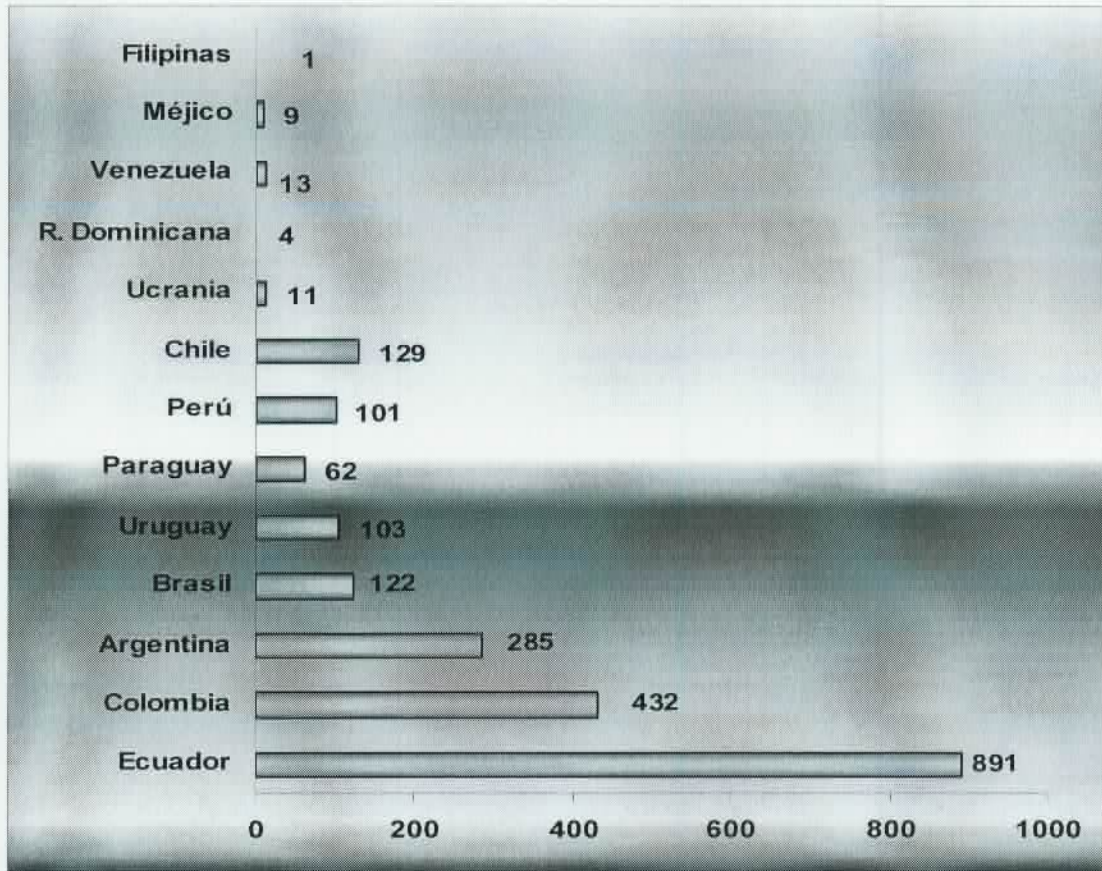 Filipinas 1
Méjico 9
Venezuela 13
R. Dominicana 4
Ucrania 11
Chile 129
Perú 101
Paraguay 62
Uruguay 103
Brasil 122
Argentina 285
Colombia 432
Ecuador 891
0 200 400 600 800 1000